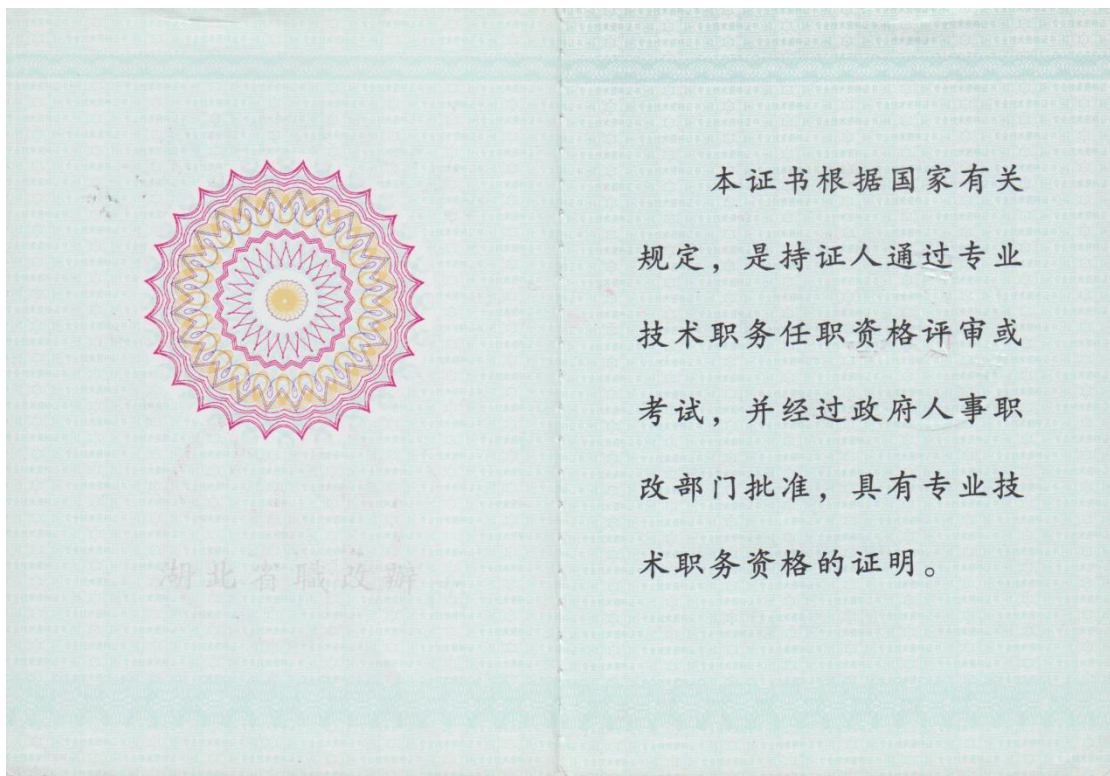 湖北省職改辦
本证书根据国家有关
规定，是持证人通过专业
技术职务任职资格评审或
考试，并经过政府人事职
改部门批准，具有专业技
术职务资格的证明。